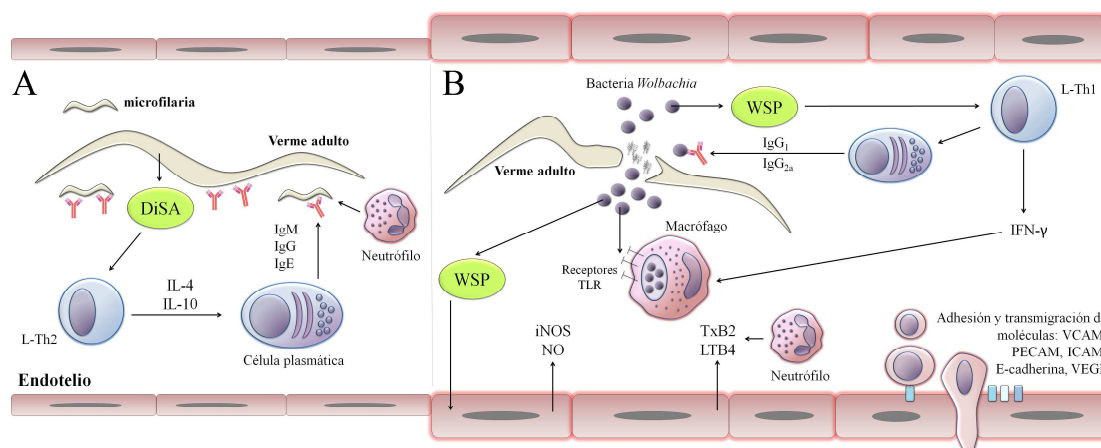 A
microfilaria
Verme adulto
DiSA
IgM
IgG
IgE
Neutrófilo
IL-4
IL-10
L-Th2
Célula plasmática
Endotelio
B
Bacteria Wolbachia
WSP
L-Th1
IgG1
IgG2a
Verme adulto
Macrófago
IFN-γ
Receptores
TLR
WSP
iNOS
NO
TxB2
LTB4
Neutrófilo
Adhesión y transmigración d
moléculas: VCAM
PECAM, ICAM
E-cadherina, VEGF